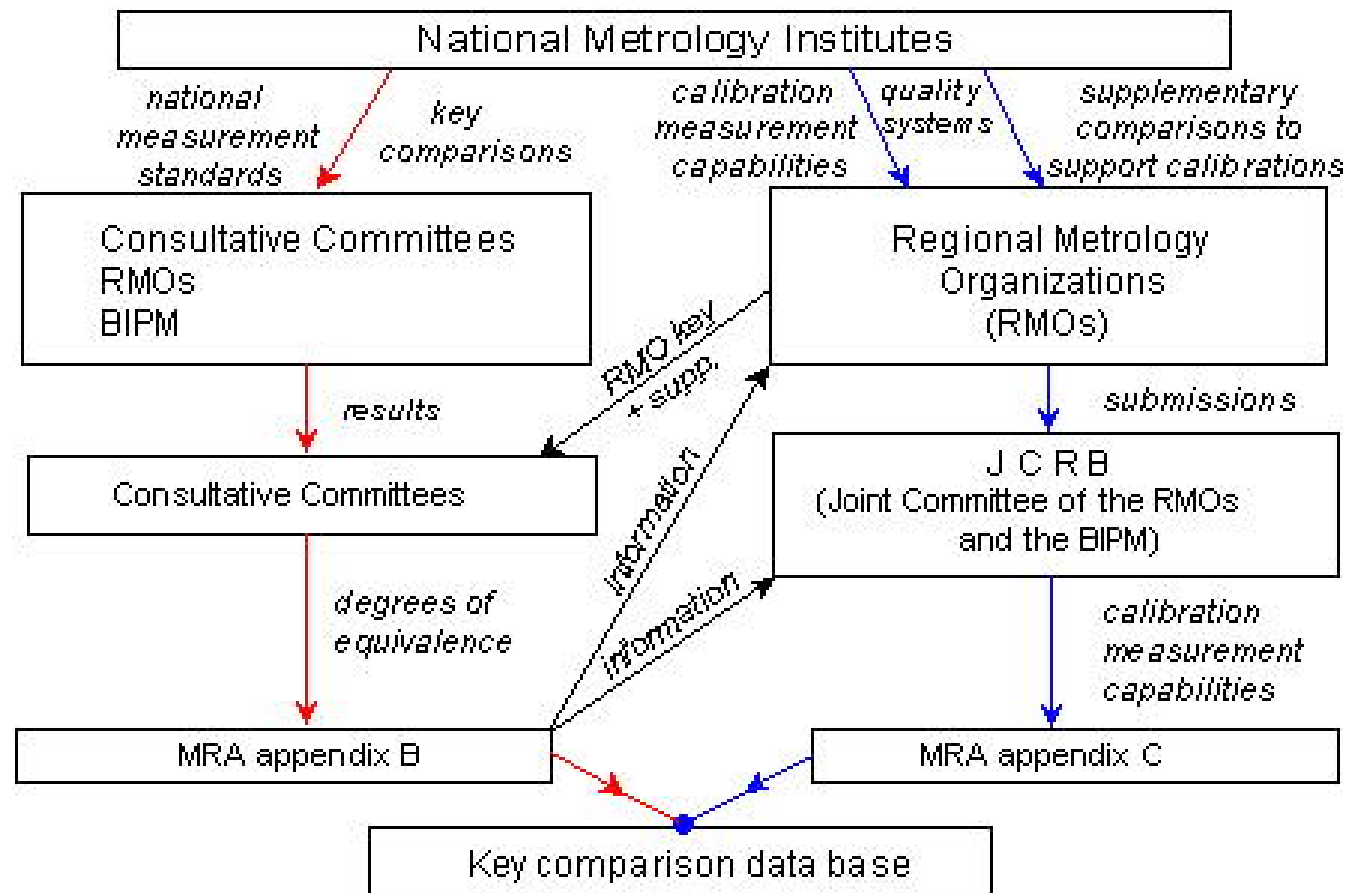 National Metrology Institutes
national
measurement
standards
key
comparisons
calibration
measurement
capabilities
quality
systems
supplementary
comparisons to
support calibrations
Consultative Committees
RMOs
BIPM
Regional Metrology
Organizations
(RMOs)
RMO key
+ supp.
results
submissions
Consultative Committees
J C R B
(Joint Committee of the RMOs
and the BIPM)
information
information
degrees of
equivalence
calibration
measurement
capabilities
MRA appendix B
MRA appendix C
Key comparison data base